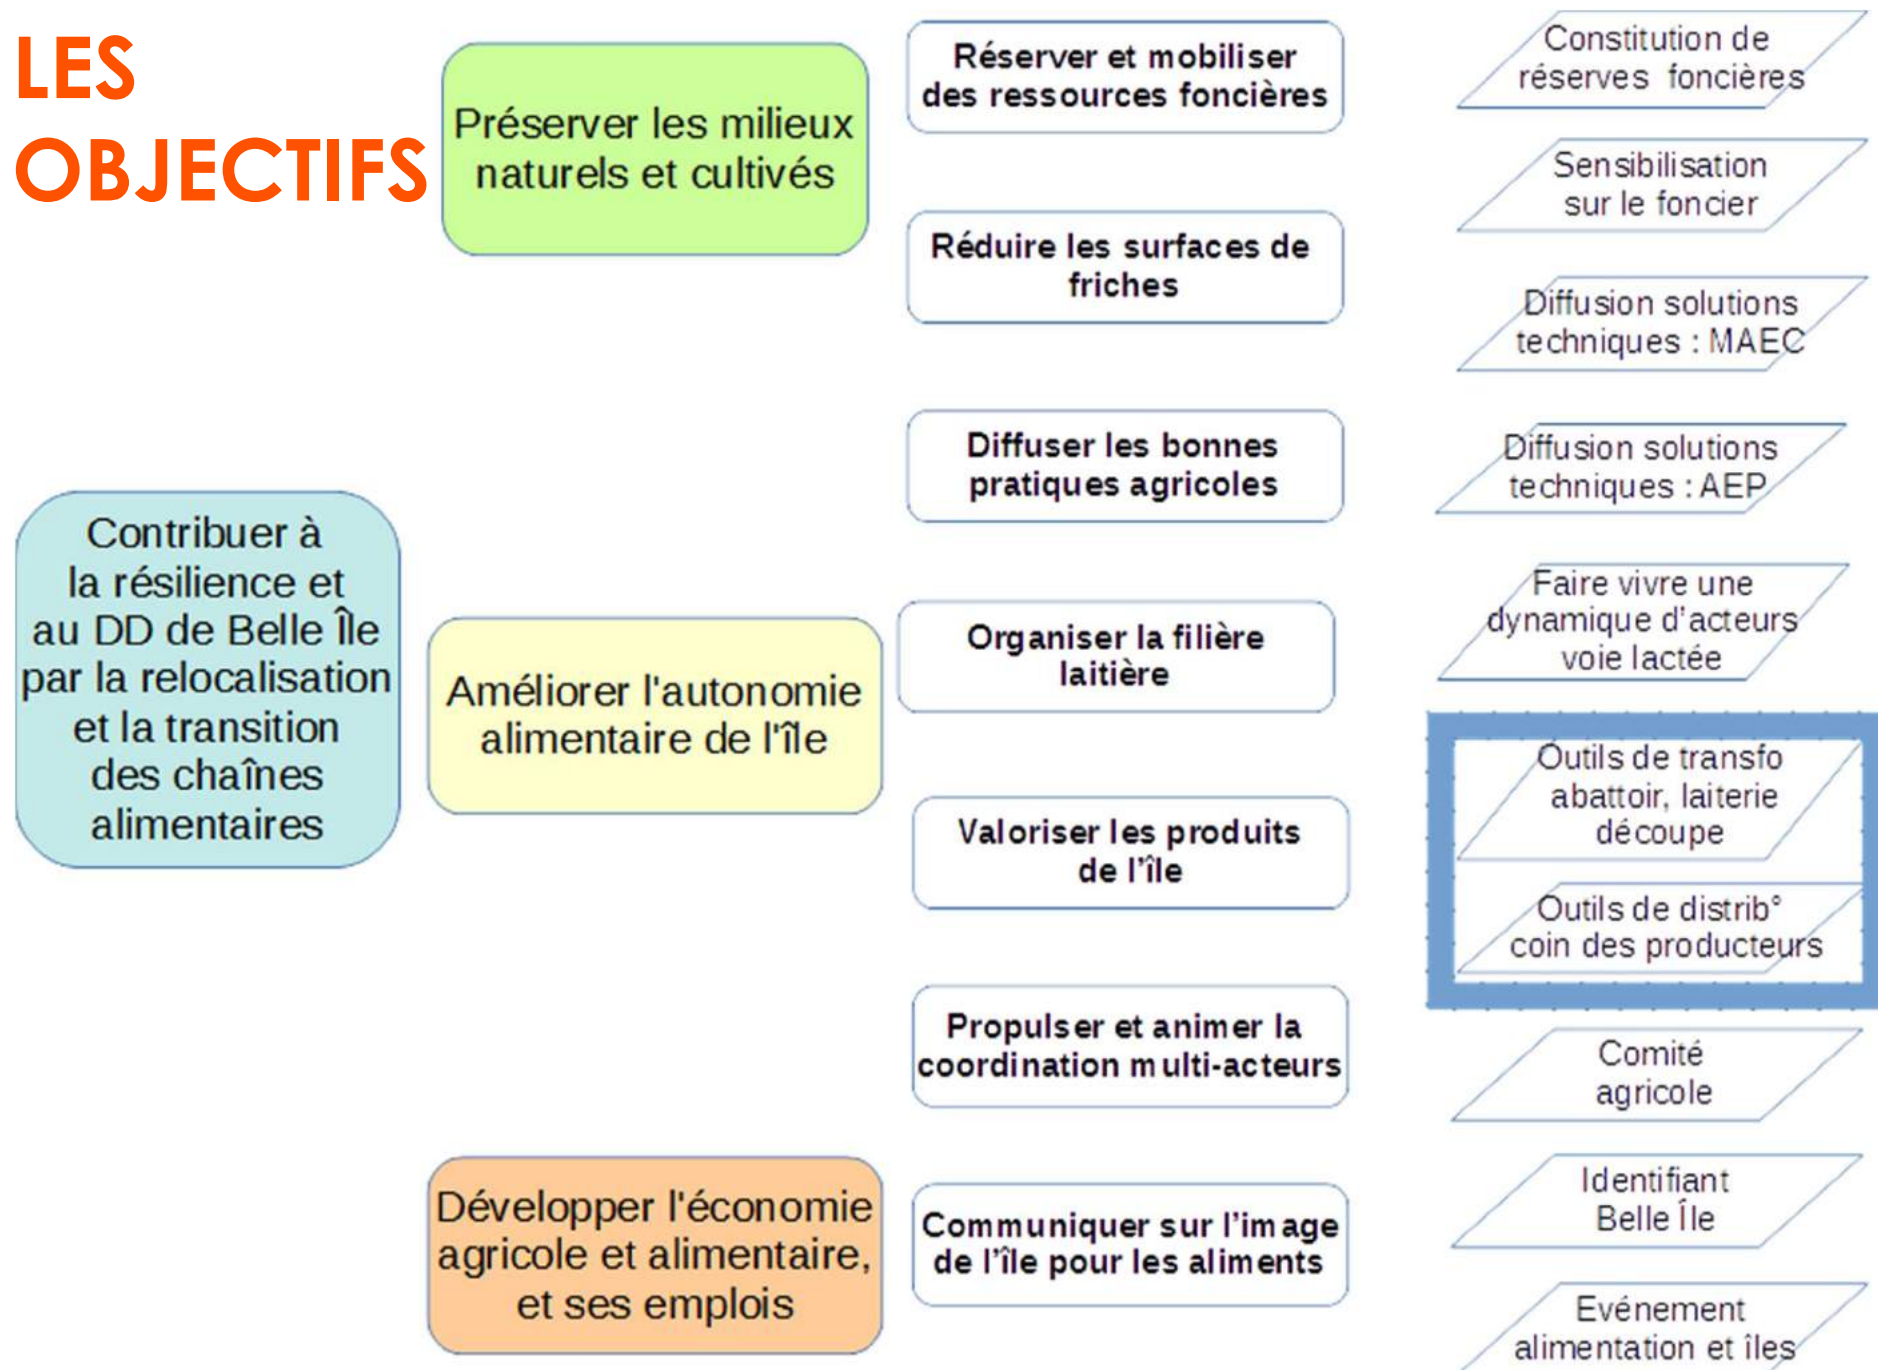 LES
OBJECTIFS
Contribuer à
la résilience et
au DD de Belle Île
par la relocalisation
et la transition
des chaînes
alimentaires
Préserver les milieux
naturels et cultivés
Améliorer l'autonomie
alimentaire de l'île
Développer l'économie
agricole et alimentaire,
et ses emplois
Réserver et mobiliser
des ressources foncières
Réduire les surfaces de
friches
Diffuser les bonnes
pratiques agricoles
Organiser la filière
laitière
Valoriser les produits
de l’île
Propulser et animer la
coordination multi-acteurs
Communiquer sur l’image
de l’île pour les aliments
Constitution de
réserves foncières
Sensibilisation
sur le foncier
Diffusion solutions
techniques : MAEC
Diffusion solutions
techniques : AEP
Faire vivre une
dynamique d’acteurs
voie lactée
Outils de transfo
abattoir, laiterie
découpe
Outils de distrib°
coin des producteurs
Comité
agricole
Identifiant
Belle Île
Evénement
alimentation et îles